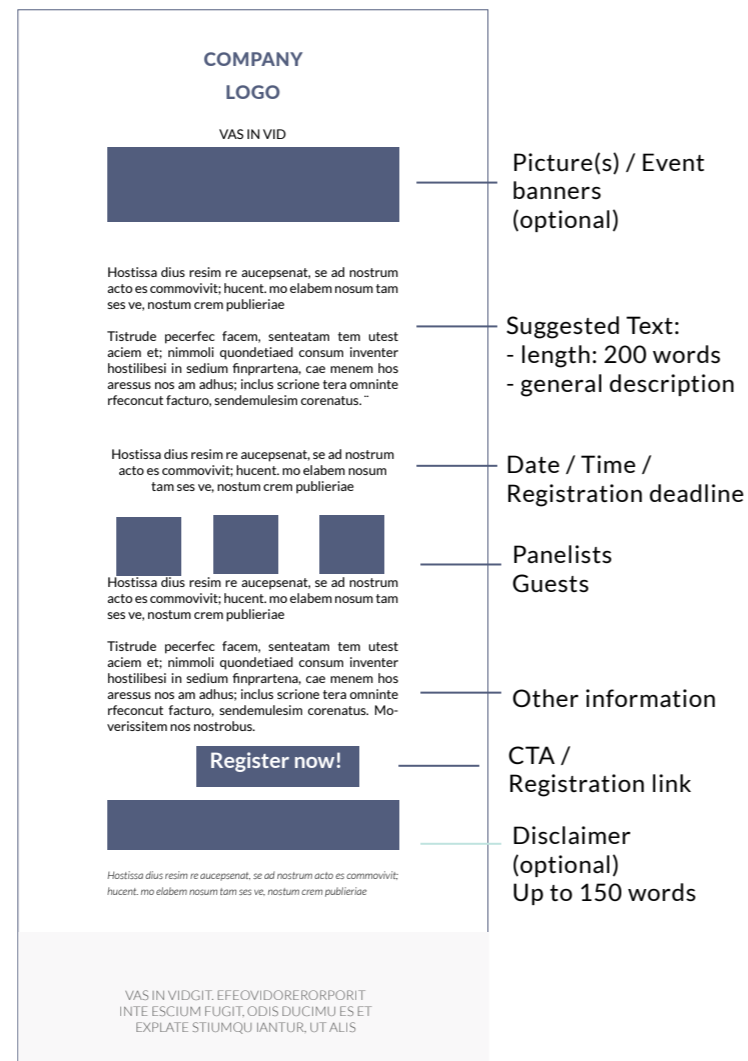 COMPANY
LOGO
VAS IN VID
Picture(s) / Event
banners
(optional)
Hostissa dius resim re aucepsenat, se ad nostrum
acto es commovivit; hucent. mo elabem nosum tam
ses ve, nostum crem publieriae
Tistrude pecerfec facem, senteatam tem utest
aciem et; nimmoli quondetiaed consum inventer
hostilibesi in sedium finprartena, cae menem hos
aressus nos am adhus; inclus scrione tera omninte
rfeconcut facturo, sendemulesim corenatus. ˜
Suggested Text:
- length: 200 words
- general description
Hostissa dius resim re aucepsenat, se ad nostrum
acto es commovivit; hucent. mo elabem nosum
tam ses ve, nostum crem publieriae
Date / Time /
Registration deadline
Panelists
Guests
Hostissa dius resim re aucepsenat, se ad nostrum
acto es commovivit; hucent. mo elabem nosum tam
ses ve, nostum crem publieriae
Tistrude pecerfec facem, senteatam tem utest
aciem et; nimmoli quondetiaed consum inventer
hostilibesi in sedium finprartena, cae menem hos
aressus nos am adhus; inclus scrione tera omninte
rfeconcut facturo, sendemulesim corenatus. Mo-
verissitem nos nostrobus.
Other information
Register now!
CTA /
Registration link
Disclaimer
(optional)
Up to 150 words
Hostissa dius resim re aucepsenat, se ad nostrum acto es commovivit;
hucent. mo elabem nosum tam ses ve, nostum crem publieriae
VAS IN VIDGIT. EFEOVIDORERORPORIT
INTE ESCIUM FUGIT, ODIS DUCIMU ES ET
EXPLATE STIUMQU IANTUR, UT ALIS